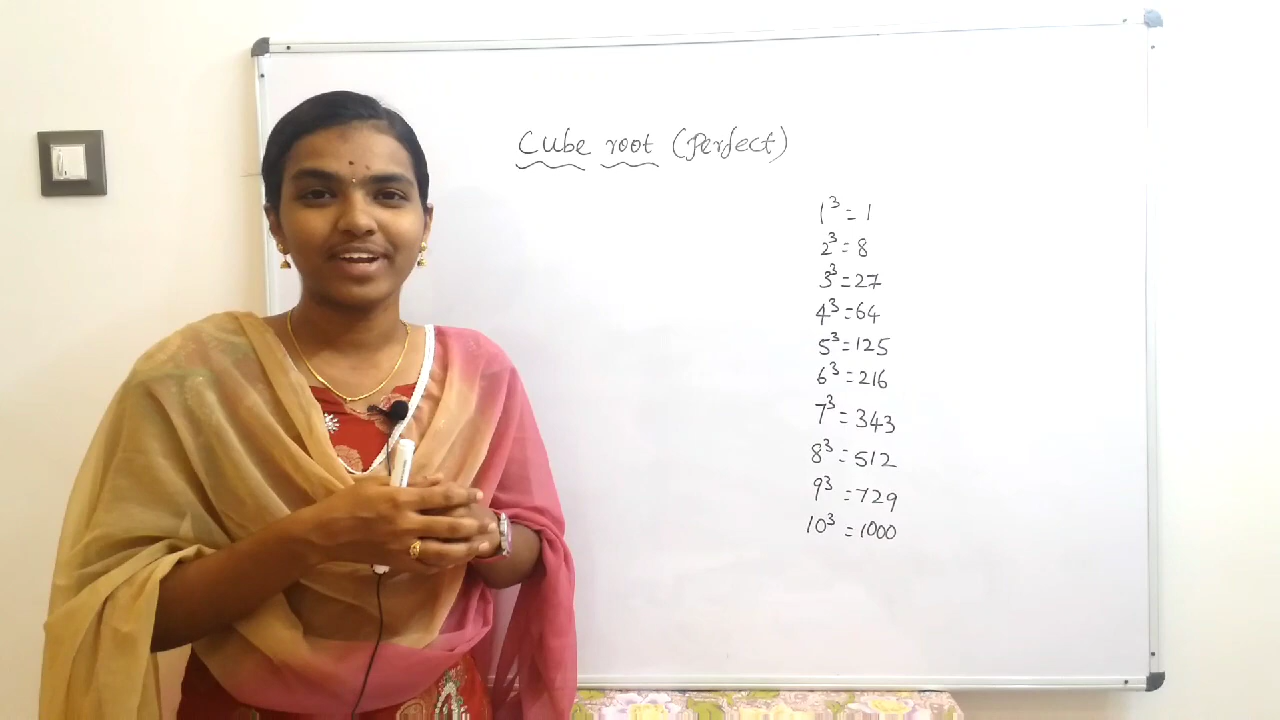 Cube root (Perfect)
1³ = 1
2³ = 8
3³ = 27
4³ = 64
5³ = 125
6³ = 216
7³ = 343
8³ = 512
9³ = 729
10³ = 1000